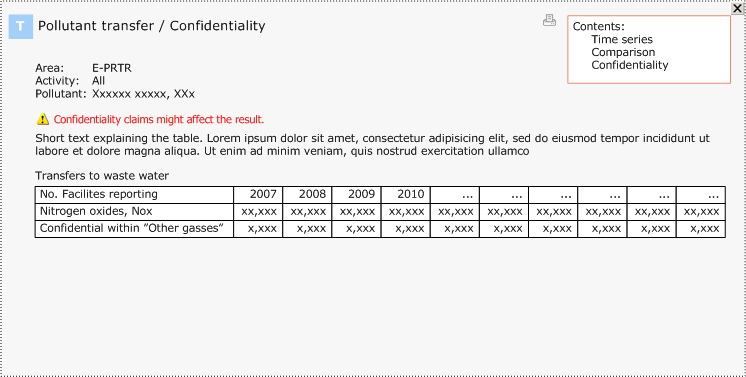 T Pollutant transfer / Confidentiality
Contents:
Time series
Comparison
Confidentiality
Area: E-PRTR
Activity: All
Pollutant: Xxxxxx xxxxx, XXx
Confidentiality claims might affect the result.
Short text explaining the table. Lorem ipsum dolor sit amet, consectetur adipisicing elit, sed do eiusmod tempor incididunt ut
labore et dolore magna aliqua. Ut enim ad minim veniam, quis nostrud exercitation ullamco
Transfers to waste water
No. Facilites reporting 2007 2008 2009 2010 ... ... ... ... ... ...
Nitrogen oxides, Nox xx,xxx xx,xxx xx,xxx xx,xxx xx,xxx xx,xxx xx,xxx xx,xxx xx,xxx xx,xxx
Confidential within ”Other gasses” x,xxx x,xxx x,xxx x,xxx x,xxx x,xxx x,xxx x,xxx x,xxx x,xxx